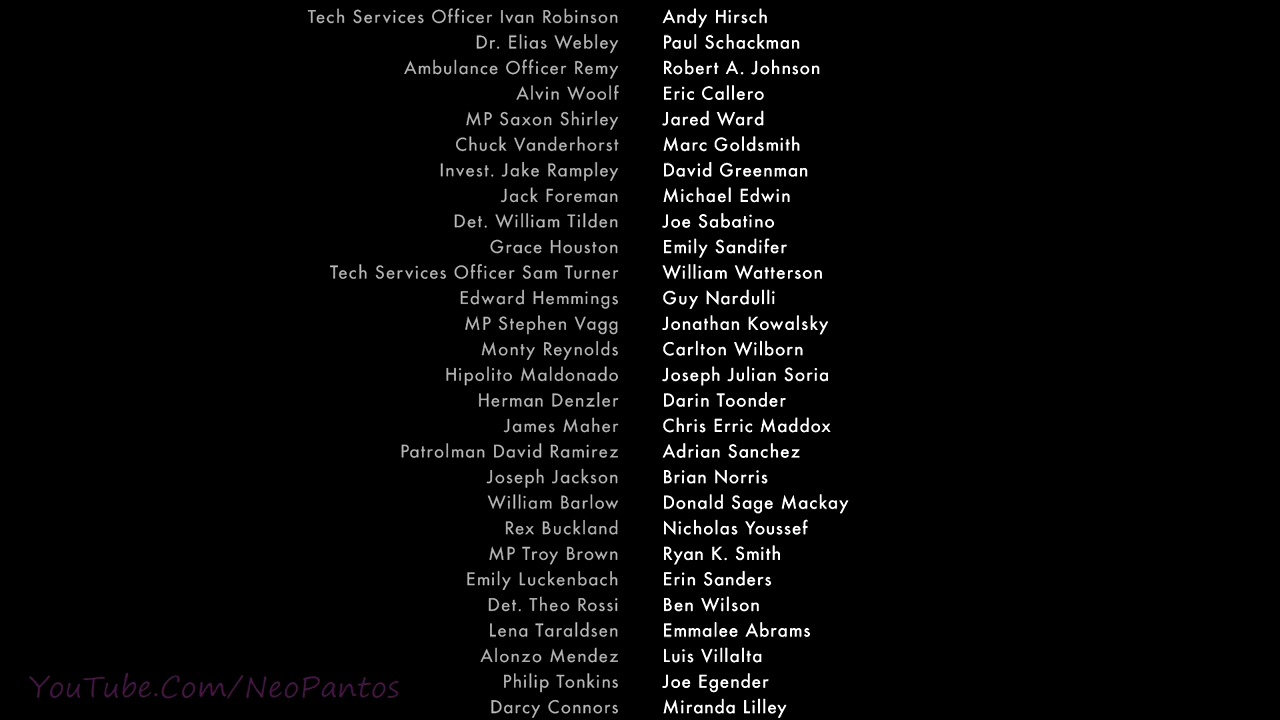 Tech Services Officer Ivan Robinson Andy Hirsch
Dr. Elias Webley Paul Schackman
Ambulance Officer Remy Robert A. Johnson
Alvin Woolf Eric Callero
MP Saxon Shirley Jared Ward
Chuck Vanderhorst Marc Goldsmith
Invest. Jake Rampley David Greenman
Jack Foreman Michael Edwin
Det. William Tilden Joe Sabatino
Grace Houston Emily Sandifer
Tech Services Officer Sam Turner William Watterson
Edward Hemmings Guy Nardulli
MP Stephen Vagg Jonathan Kowalsky
Monty Reynolds Carlton Wilborn
Hipolito Maldonado Joseph Julian Soria
Herman Denzler Darin Toonder
James Maher Chris Erric Maddox
Patrolman David Ramirez Adrian Sanchez
Joseph Jackson Brian Norris
William Barlow Donald Sage Mackay
Rex Buckland Nicholas Youssef
MP Troy Brown Ryan K. Smith
Emily Luckenbach Erin Sanders
Det. Theo Rossi Ben Wilson
Lena Taraldsen Emmalee Abrams
Alonzo Mendez Luis Villalta
Philip Tonkins Joe Egender
Darcy Connors Miranda Lilley
YouTube.Com/NeoPantos